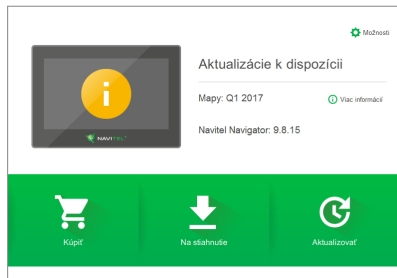 Možnosti
Aktualizácie k dispozícii
Mapy: Q1 2017
Viac informácií
Navitel Navigator: 9.8.15
NAVITEL
Kúpiť
Na stiahnutie
Aktualizovať